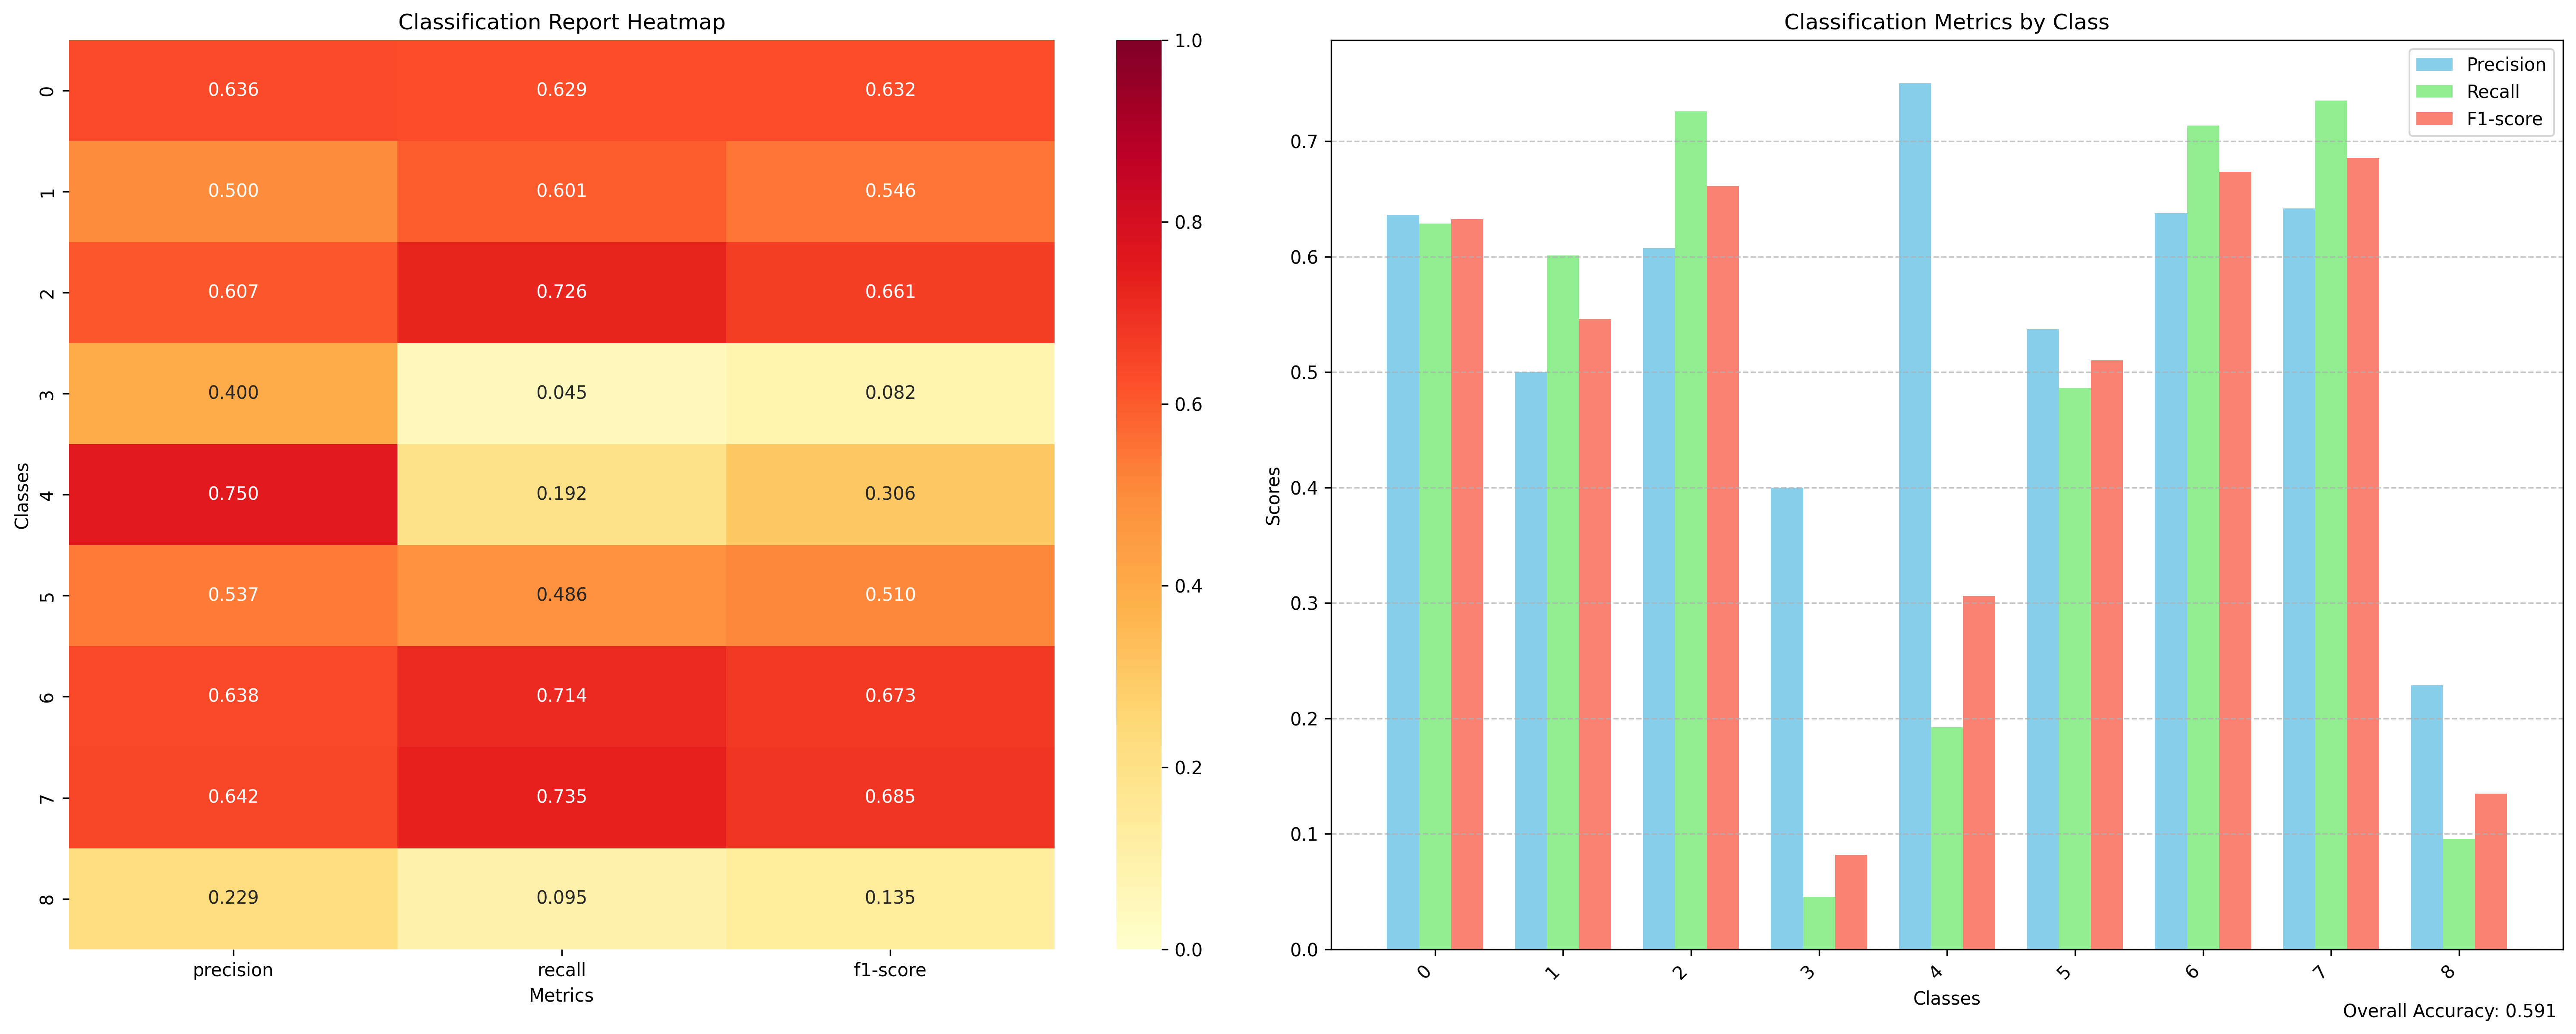 Classification Report Heatmap
Classes
0 0.636 0.629 0.632
1 0.500 0.601 0.546
2 0.607 0.726 0.661
3 0.400 0.045 0.082
4 0.750 0.192 0.306
5 0.537 0.486 0.510
6 0.638 0.714 0.673
7 0.642 0.735 0.685
8 0.229 0.095 0.135
precision recall f1-score
Metrics
1.0
0.8
0.6
0.4
0.2
0.0
Classification Metrics by Class
Precision
Recall
F1-score
Scores
0.7
0.6
0.5
0.4
0.3
0.2
0.1
0.0
0 1 2 3 4 5 6 7 8
Classes
Overall Accuracy: 0.591